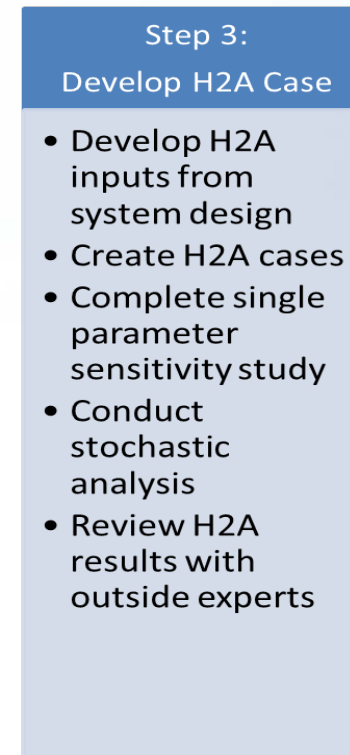 Step 3:
Develop H2A Case
• Develop H2A
inputs from
system design
• Create H2A cases
• Complete single
parameter
sensitivity study
• Conduct
stochastic
analysis
• Review H2A
results with
outside experts